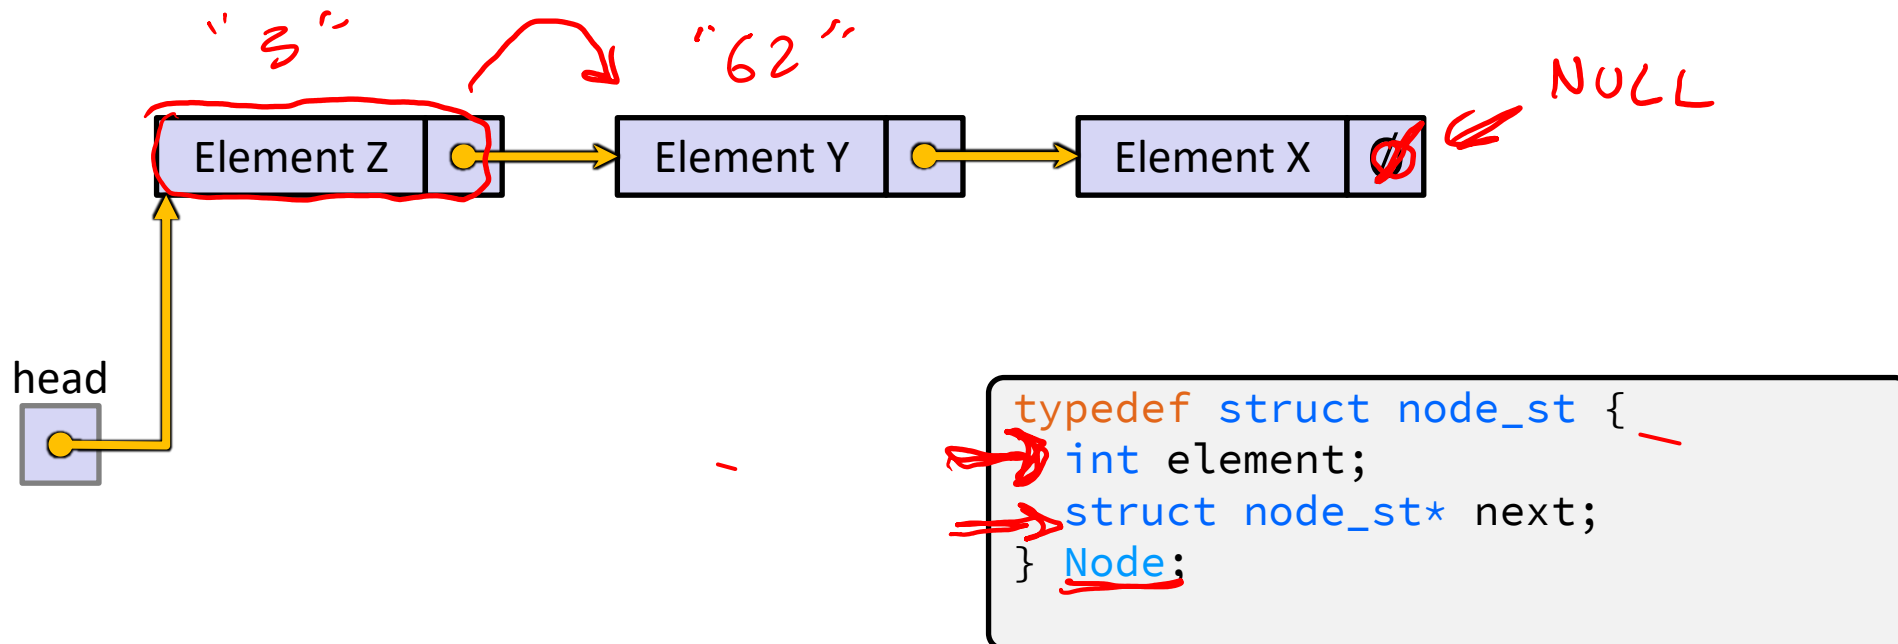 "3" "62" NULL
Element Z Element Y Element X Ø
head
typedef struct node_st {
int element;
struct node_st* next;
} Node;